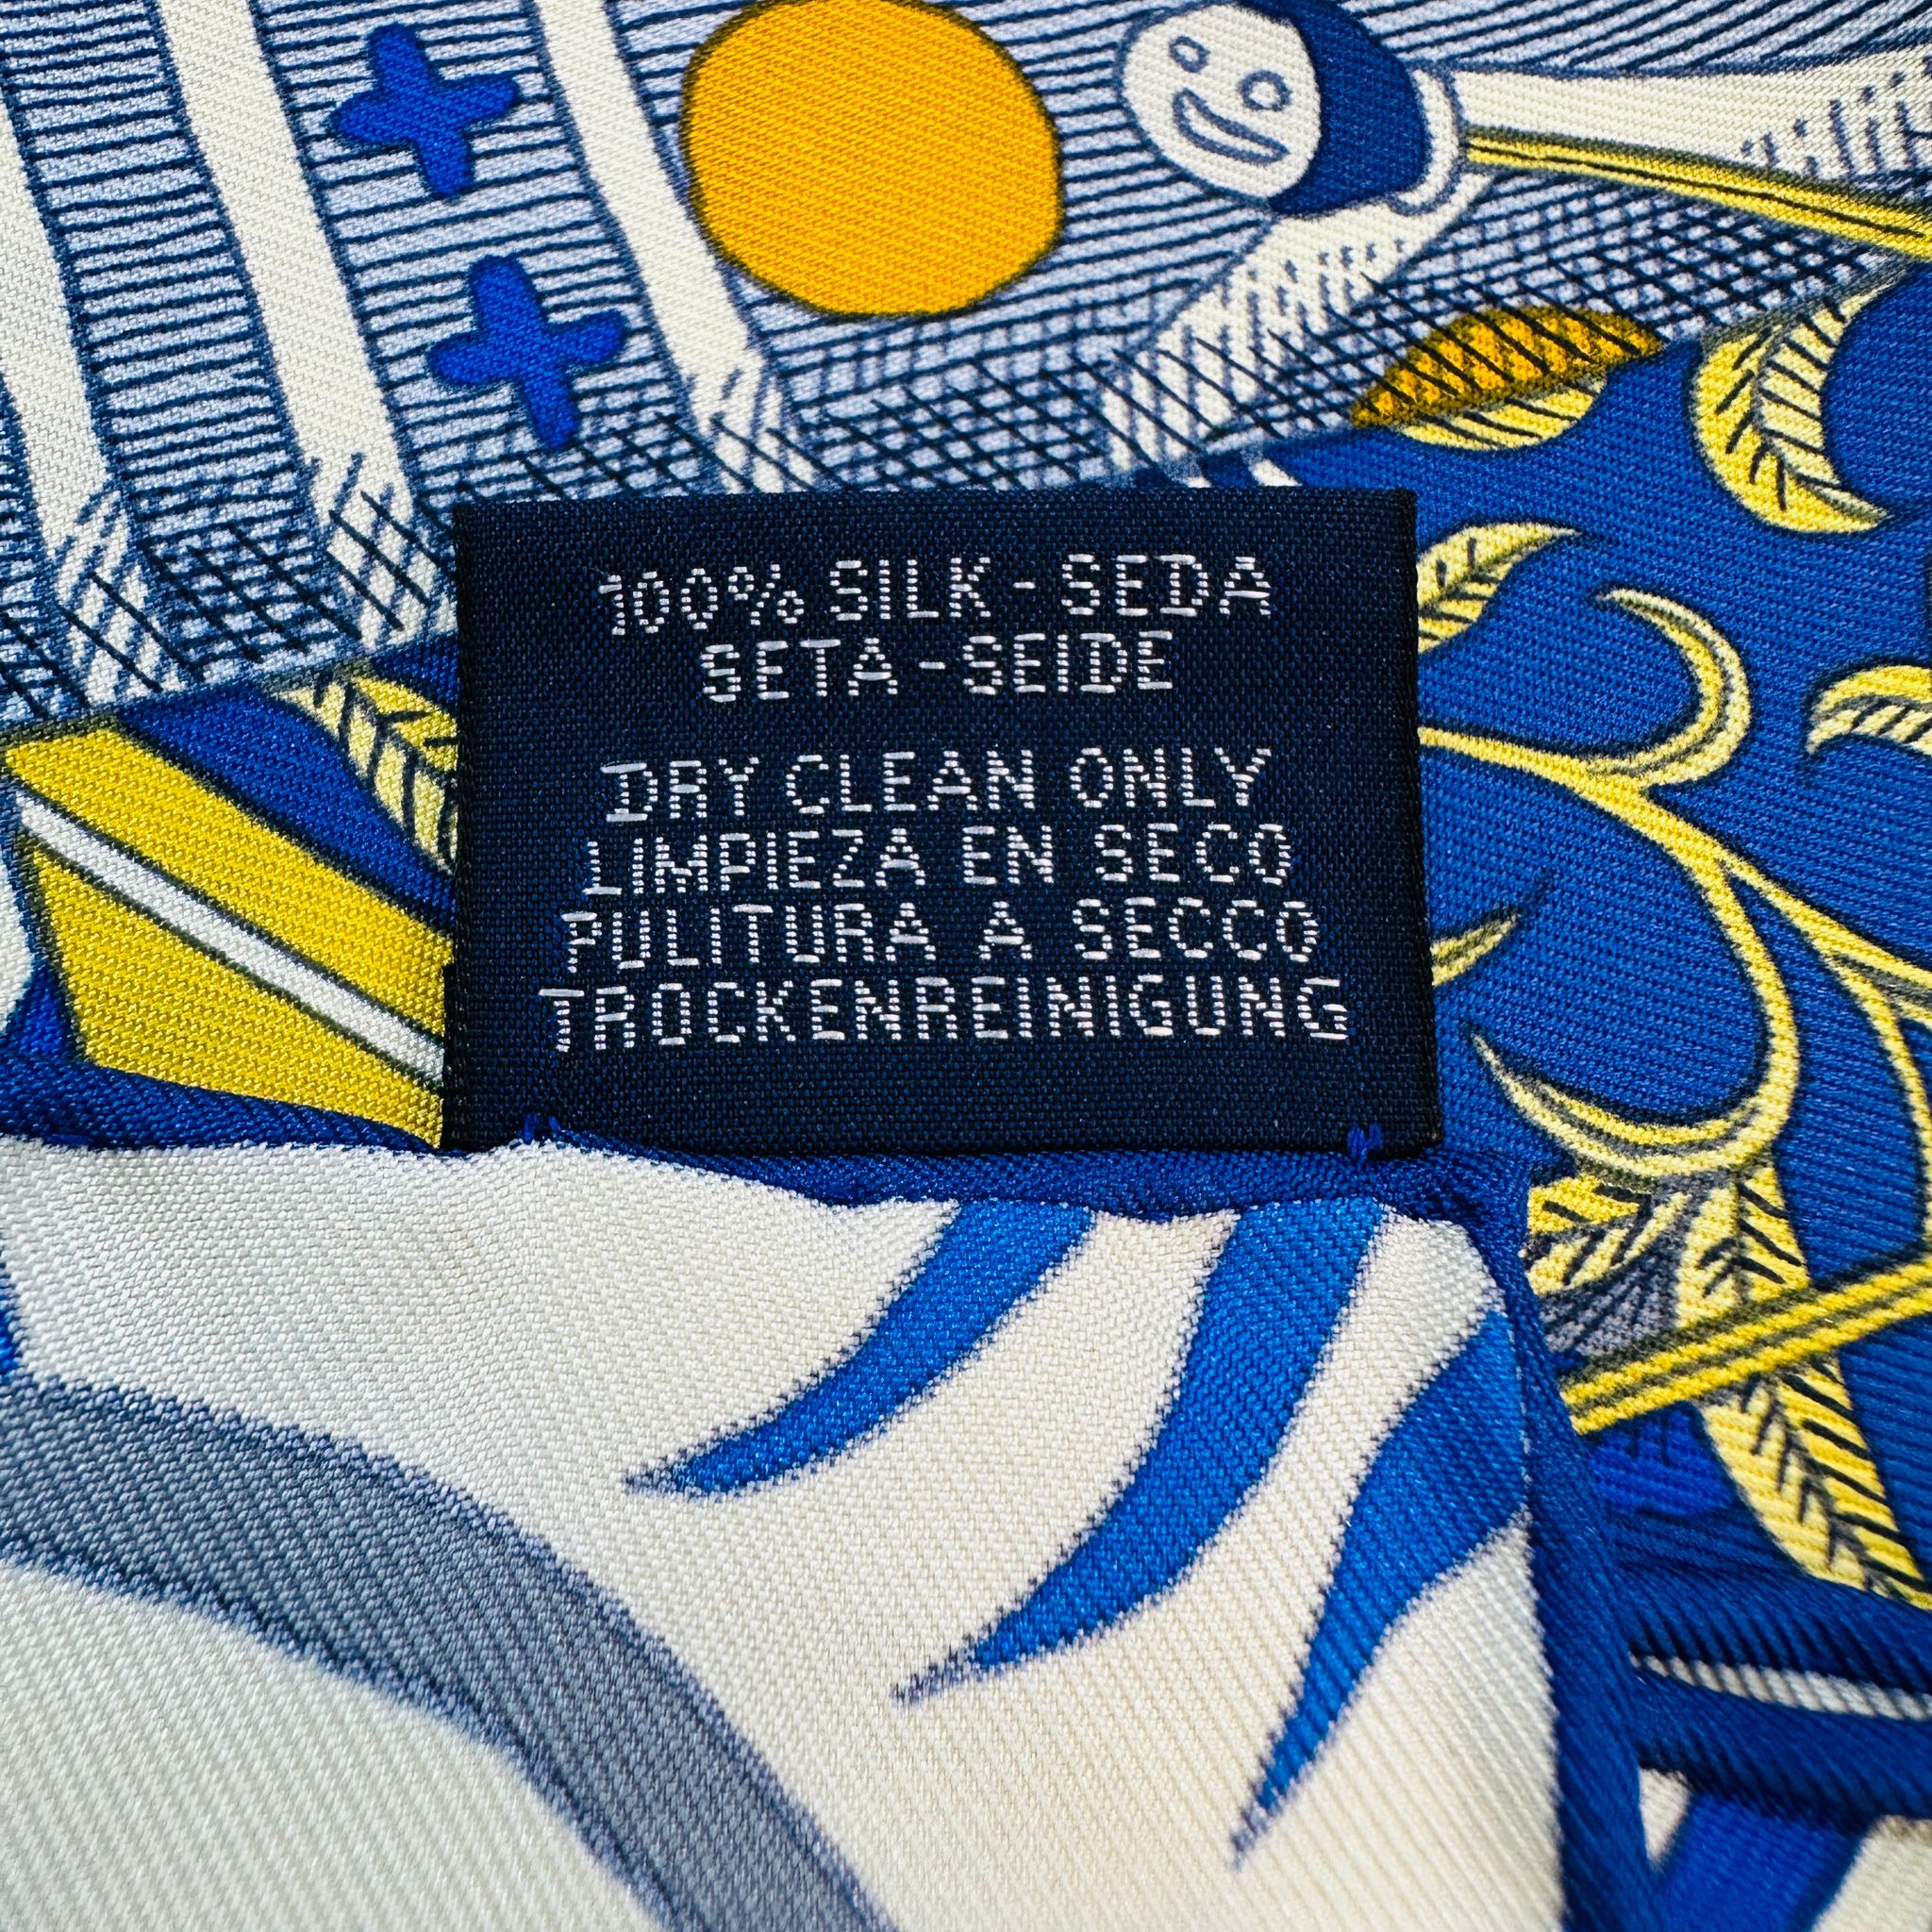 100% SILK - SEDA
SETA - SEIDE
DRY CLEAN ONLY
LIMPIEZA EN SECO
PULITURA A SECCO
TROCKENREINIGUNG